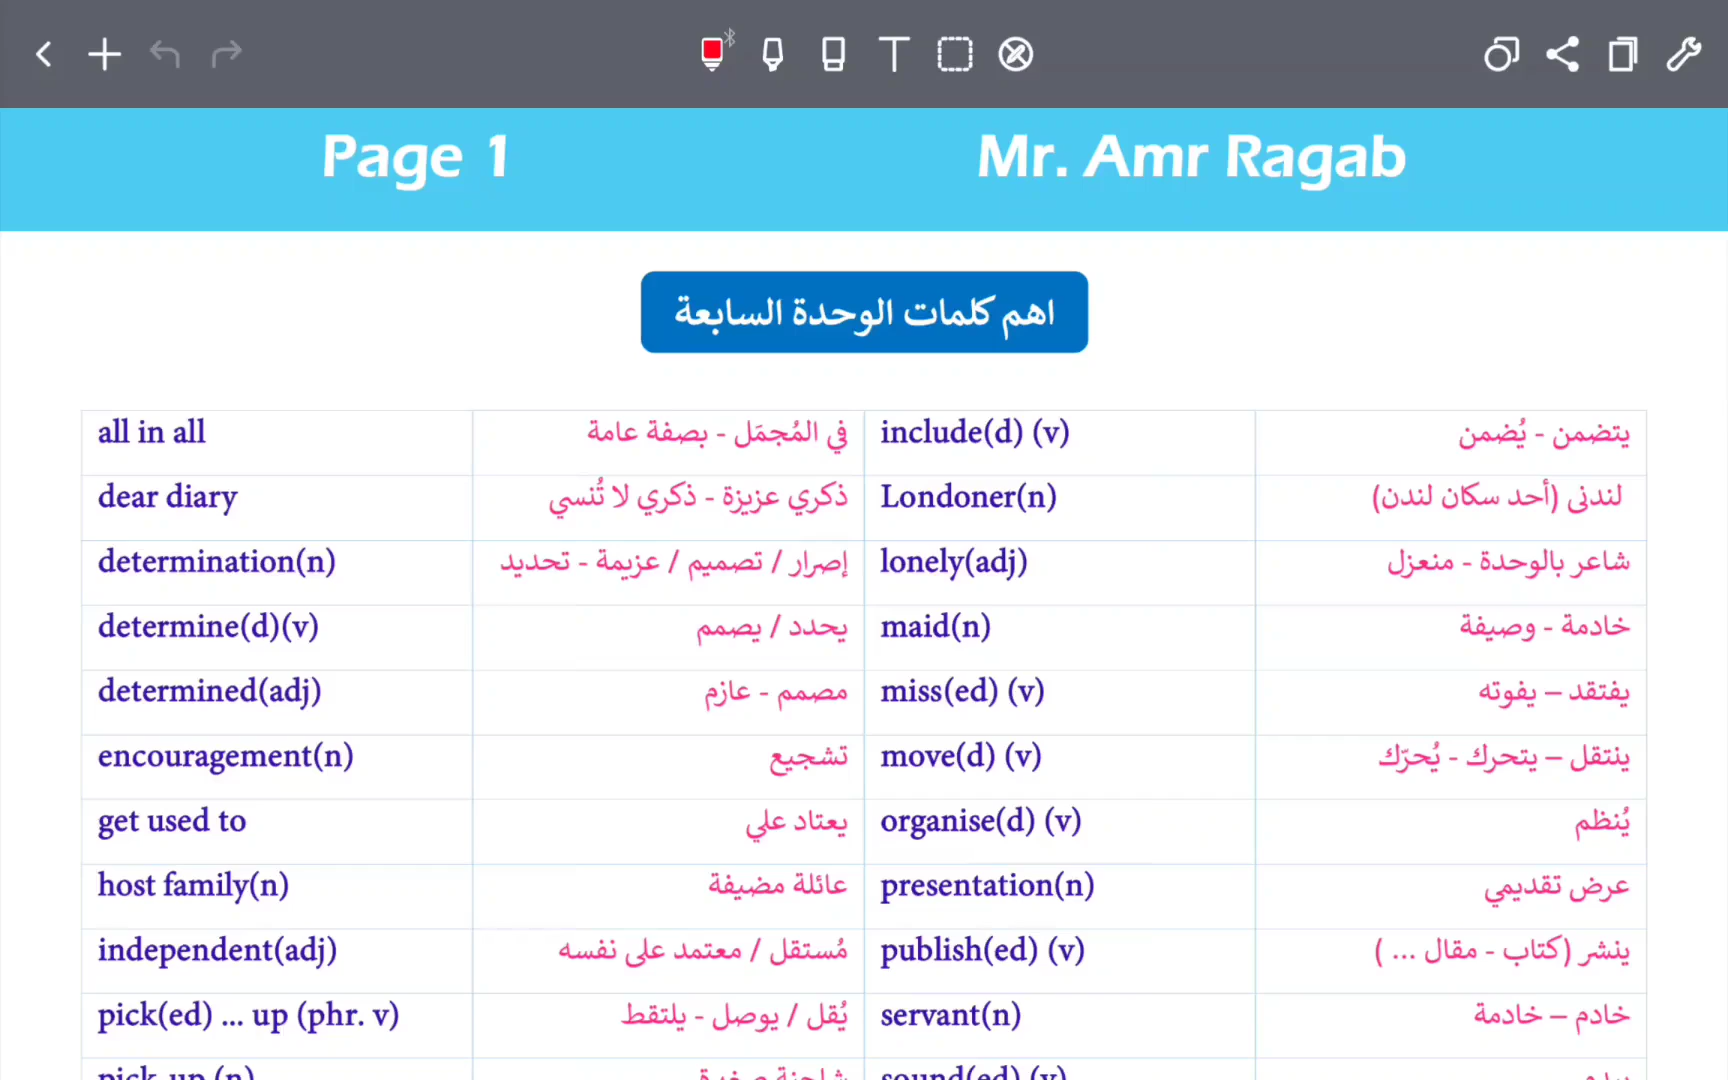 Page 1 Mr. Amr Ragab
اهم كلمات الوحدة السابعة
all in all في المُجمَل - بصفة عامة include(d) (v) يتضمن - يُضمن
dear diary ذكري عزيزة - ذكري لا تُنسي Londoner(n) لندنى (أحد سكان لندن)
determination(n) إصرار / تصميم / عزيمة - تحديد lonely(adj) شاعر بالوحدة - منعزل
determine(d)(v) يحدد / يصمم maid(n) خادمة - وصيفة
determined(adj) مصمم - عازم miss(ed) (v) يفتقد – يفوته
encouragement(n) تشجيع move(d) (v) ينتقل – يتحرك - يُحرّك
get used to يعتاد علي organise(d) (v) يُنظم
host family(n) عائلة مضيفة presentation(n) عرض تقديمي
independent(adj) مُستقل / معتمد على نفسه publish(ed) (v) ينشر (كتاب - مقال ... )
pick(ed) ... up (phr. v) يُقل / يوصل - يلتقط servant(n) خادم – خادمة
pick-up (n) sound(ed) (v)